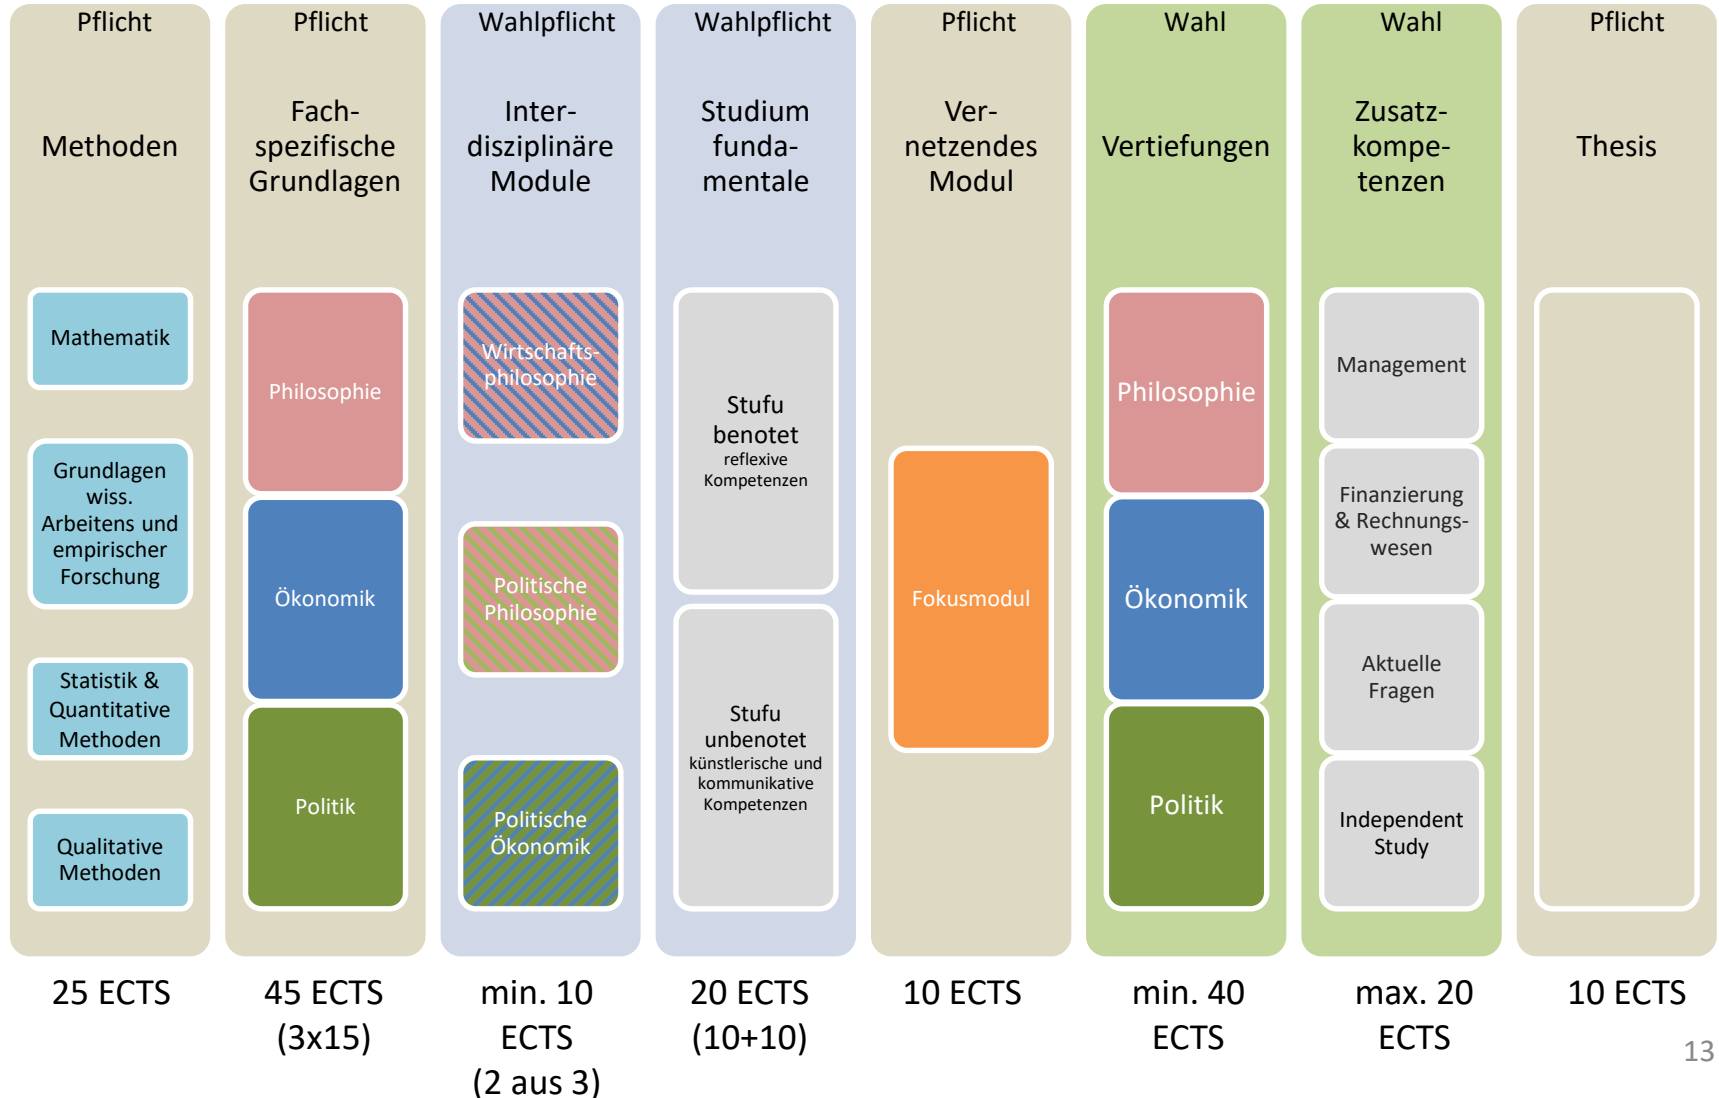 Pflicht
Methoden
Mathematik
Grundlagen
wiss.
Arbeitens und
empirischer
Forschung
Statistik &
Quantitative
Methoden
Qualitative
Methoden
25 ECTS
Pflicht
Fach-
spezifische
Grundlagen
Philosophie
Ökonomik
Politik
45 ECTS
(3x15)
Wahlpflicht
Inter-
disziplinäre
Module
Wirtschafts-
philosophie
Politische
Philosophie
Politische
Ökonomik
min. 10
ECTS
(2 aus 3)
Wahlpflicht
Studium
funda-
mentale
Stufu
benotet
reflexive
Kompetenzen
Stufu
unbenotet
künstlerische und
kommunikative
Kompetenzen
20 ECTS
(10+10)
Pflicht
Ver-
netzendes
Modul
Fokusmodul
10 ECTS
Wahl
Vertiefungen
Philosophie
Ökonomik
Politik
min. 40
ECTS
Wahl
Zusatz-
kompe-
tenzen
Management
Finanzierung
& Rechnungs-
wesen
Aktuelle
Fragen
Independent
Study
max. 20
ECTS
Pflicht
Thesis
10 ECTS
13